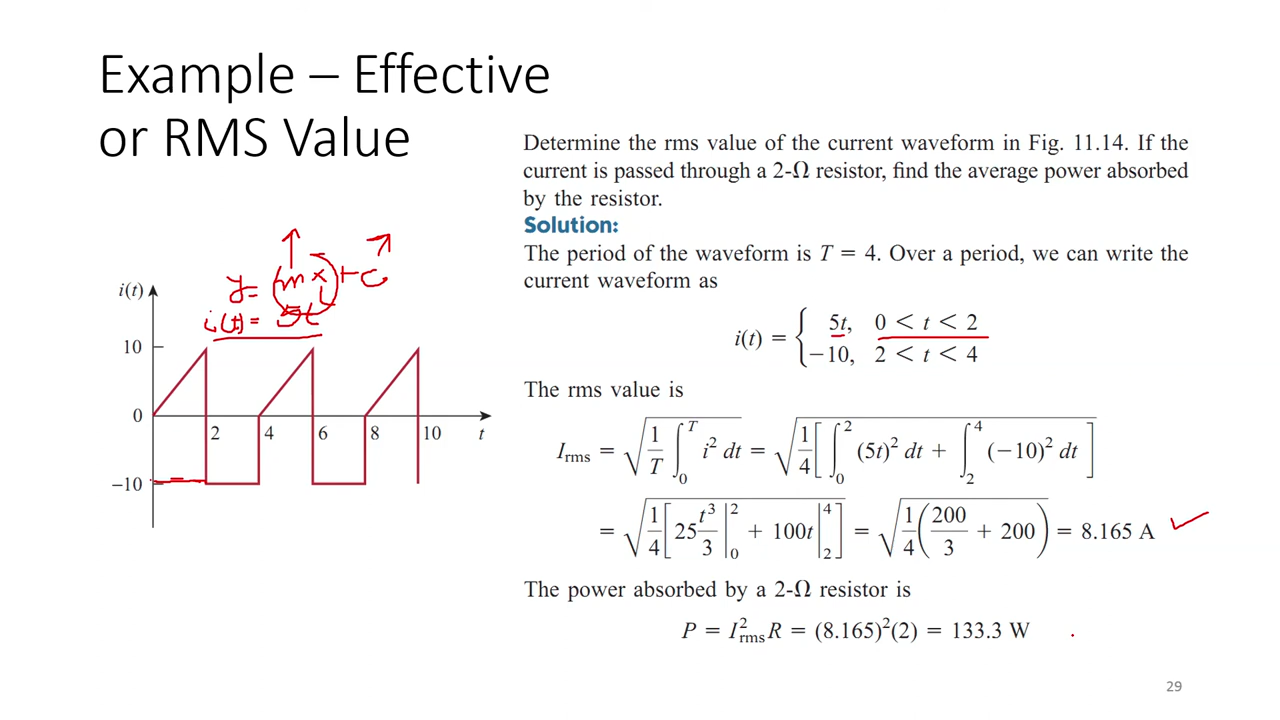 Example – Effective
or RMS Value
Determine the rms value of the current waveform in Fig. 11.14. If the
current is passed through a 2-Ω resistor, find the average power absorbed
by the resistor.
Solution:
The period of the waveform is T = 4. Over a period, we can write the
current waveform as
i(t) = { 5t, 0 < t < 2
−10, 2 < t < 4
The rms value is
I_rms = √(1/T ∫_0^T i² dt) = √(1/4 [∫_0^2 (5t)² dt + ∫_2^4 (−10)² dt])
= √(1/4 [25 t³/3 |_0^2 + 100t |_2^4]) = √(1/4 (200/3 + 200)) = 8.165 A
The power absorbed by a 2-Ω resistor is
P = I²_rms R = (8.165)²(2) = 133.3 W
y = (mx) + c
i(t) = 5t
i(t)
10
0
−10
2 4 6 8 10 t
29